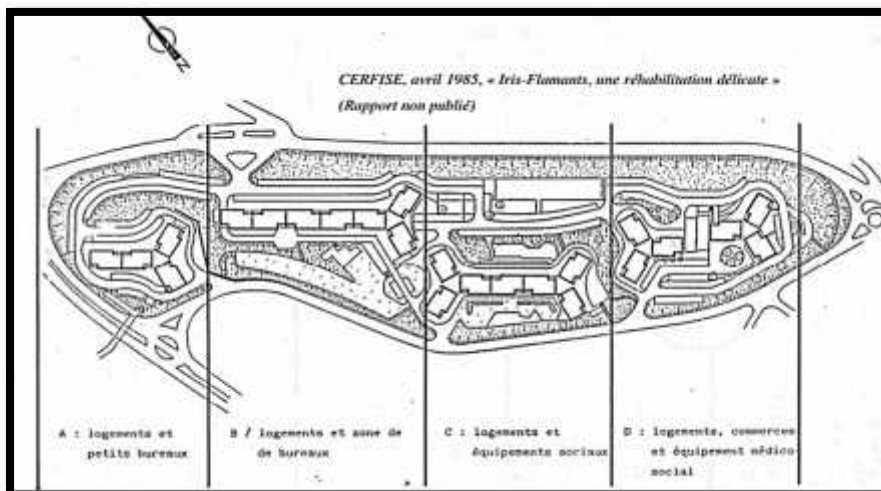 N
CERFISE, avril 1985, « Iris-Flamants, une réhabilitation délicate »
(Rapport non publié)
A : logements et
petits bureaux
B / logements et zone de
de bureaux
C : logements et
équipements sociaux
D : logements, commerces
et équipement médico-
social